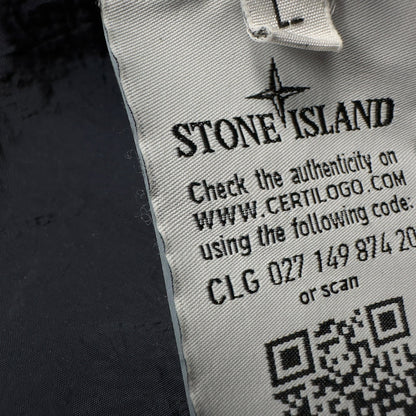 L
STONE ISLAND
Check the authenticity on
WWW.CERTILOGO.COM
using the following code:
CLG 027 149 874 20
or scan